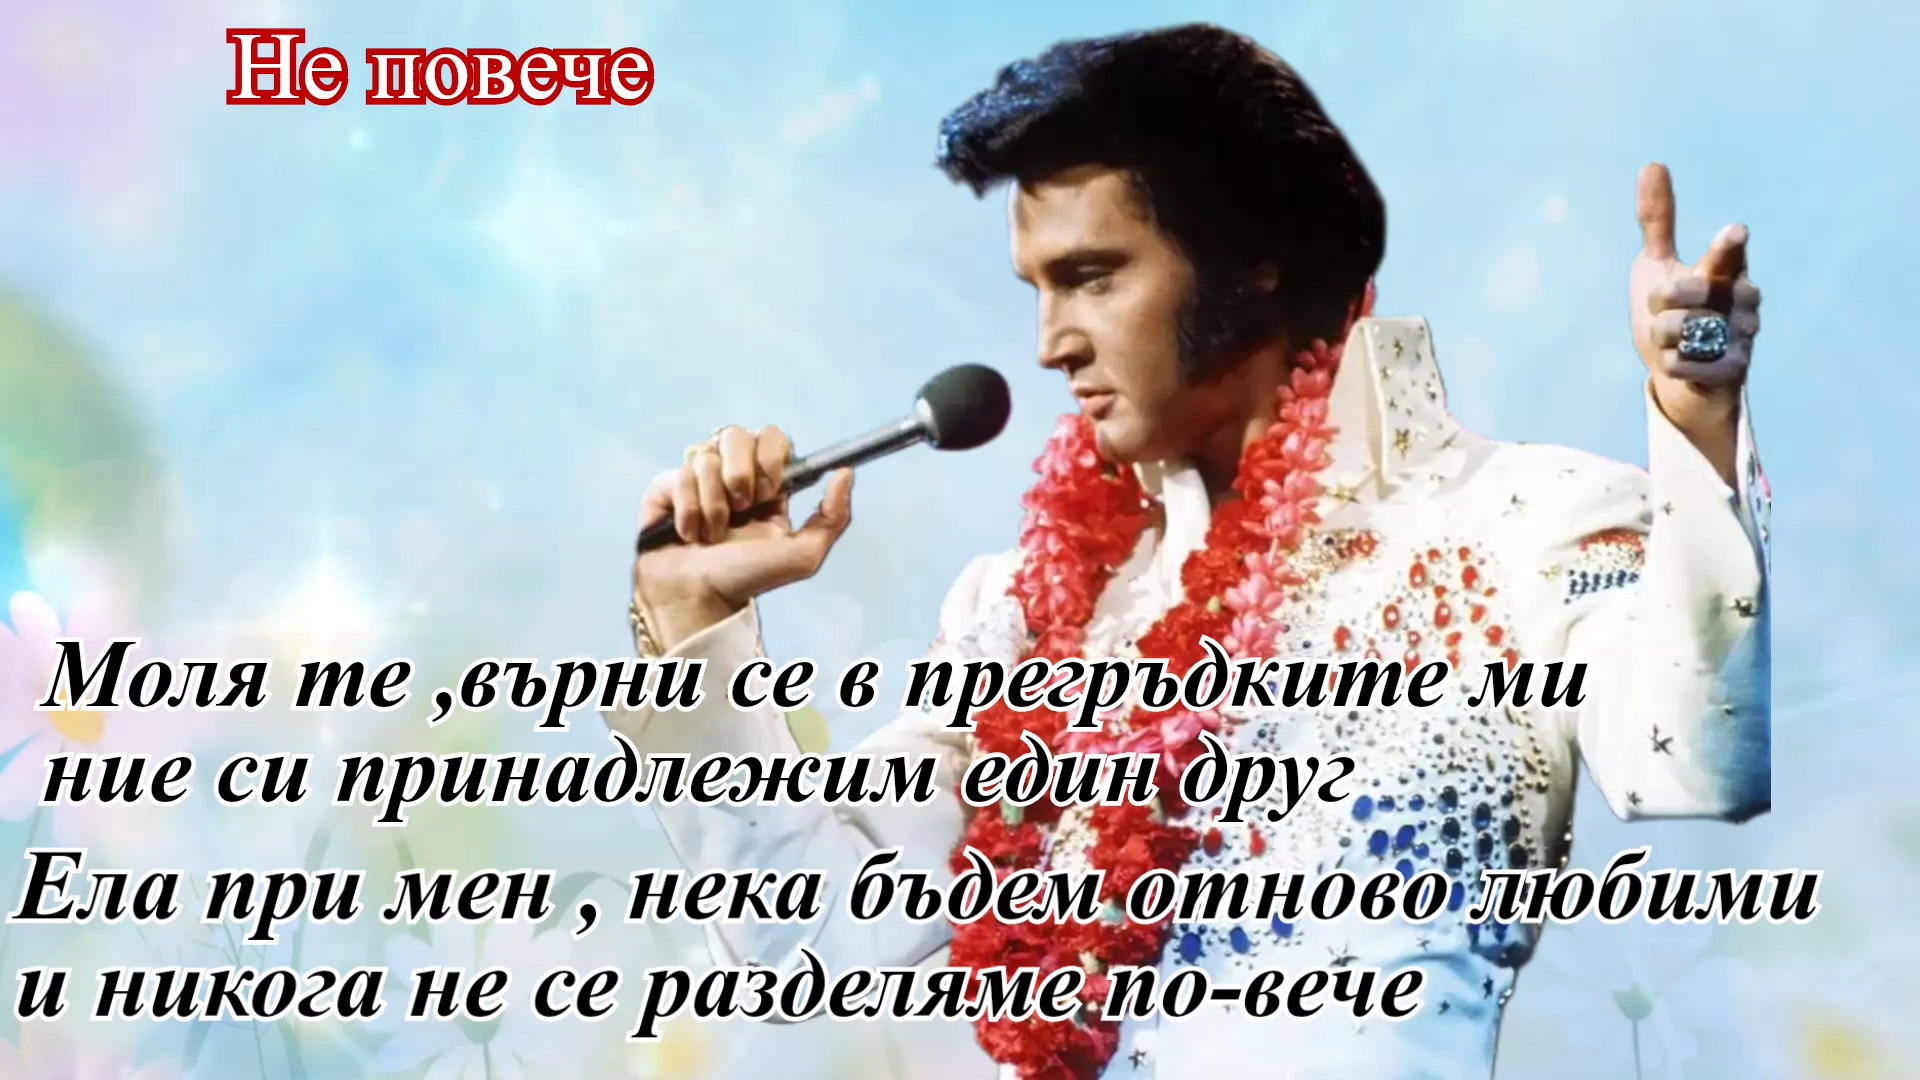 Не повече
Моля те ,върни се в прегръдките ми
ние си принадлежим един друг
Ела при мен , нека бъдем отново любими
и никога не се разделяме по-вече